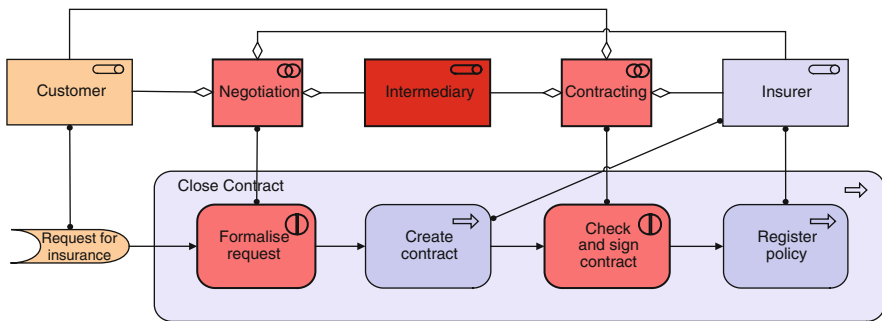 Customer
Negotiation
Intermediary
Contracting
Insurer
Close Contract
Request for
insurance
Formalise
request
Create
contract
Check
and sign
contract
Register
policy